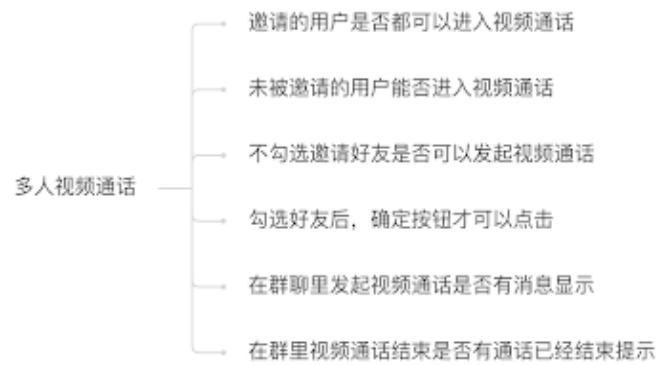 邀请的用户是否都可以进入视频通话
未被邀请的用户能否进入视频通话
不勾选邀请好友是否可以发起视频通话
多人视频通话
勾选好友后，确定按钮才可以点击
在群聊里发起视频通话是否有消息显示
在群里视频通话结束是否有通话已经结束提示